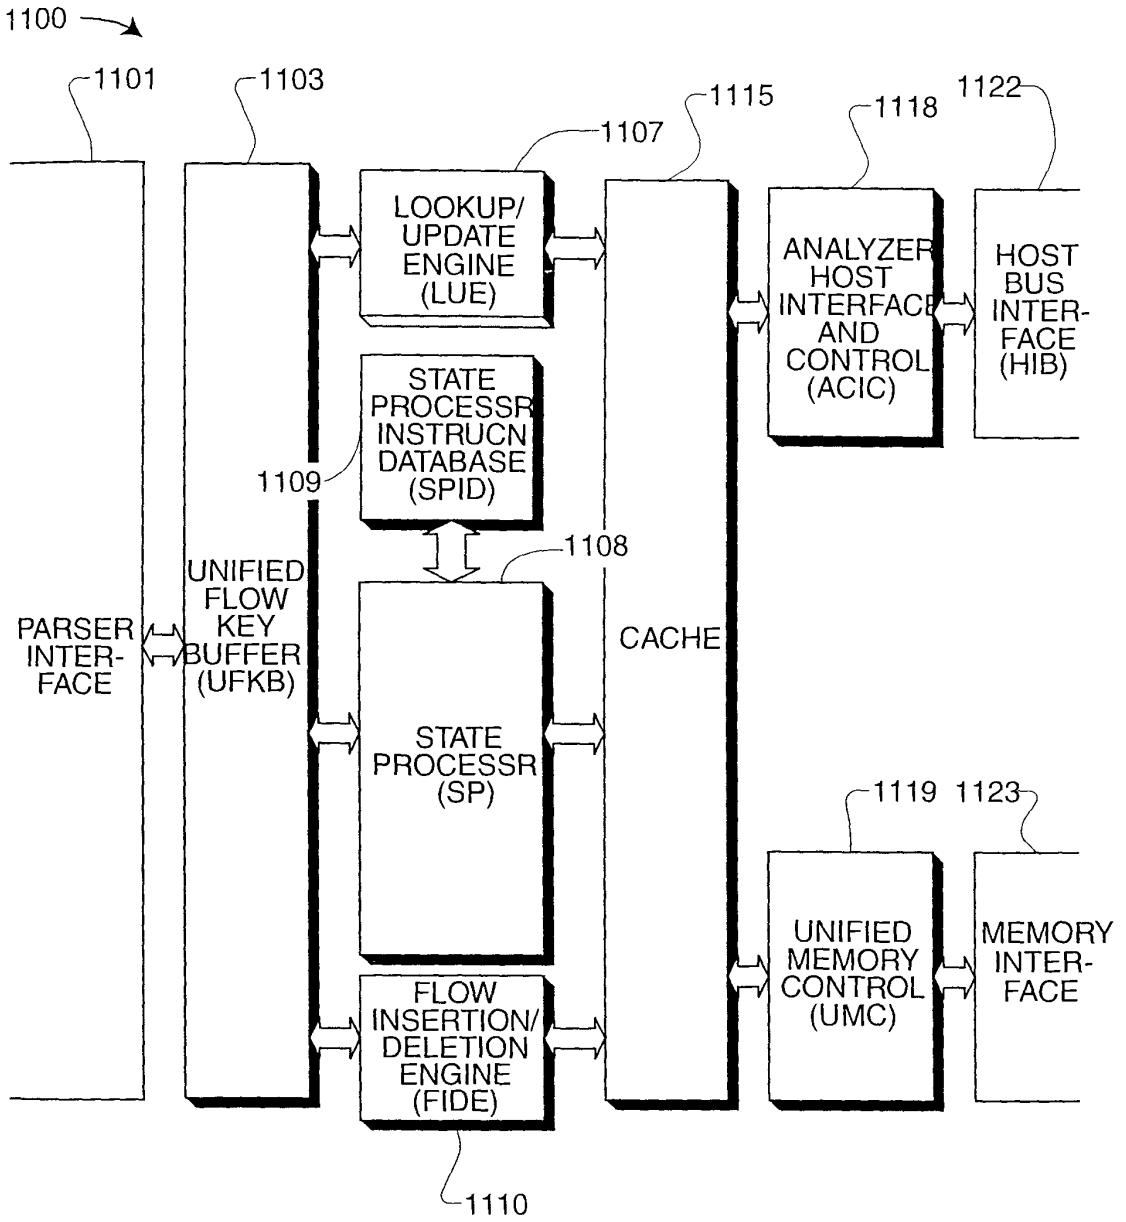 1100
1101
1103
1107
1115
1118
1122
LOOKUP/
UPDATE
ENGINE
(LUE)
ANALYZER
HOST
INTERFACE
AND
CONTROL
(ACIC)
HOST
BUS
INTER-
FACE
(HIB)
STATE
PROCESSR
INSTRUCN
DATABASE
(SPID)
1109
1108
PARSER
INTER-
FACE
UNIFIED
FLOW
KEY
BUFFER
(UFKB)
STATE
PROCESSR
(SP)
CACHE
1119
1123
UNIFIED
MEMORY
CONTROL
(UMC)
MEMORY
INTER-
FACE
FLOW
INSERTION/
DELETION
ENGINE
(FIDE)
1110